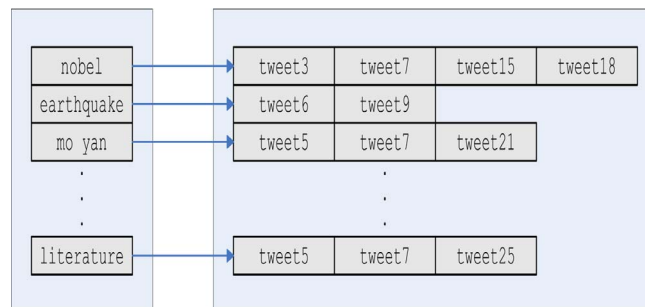 nobel tweet3 tweet7 tweet15 tweet18
earthquake tweet6 tweet9
mo yan tweet5 tweet7 tweet21
. .
. .
. .
literature tweet5 tweet7 tweet25